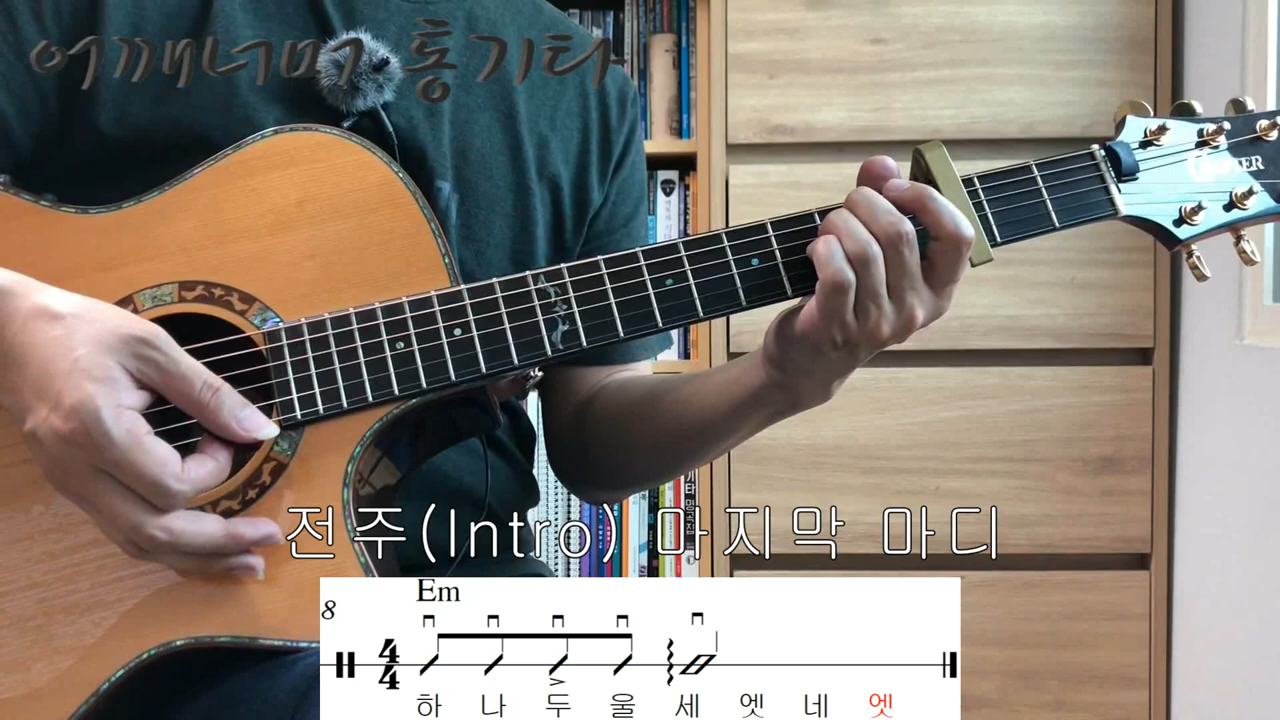 어깨너머 통기타
전주(Intro) 마지막 마디
Em
8
4
4
하 나 두 울 세 엣 네 엣